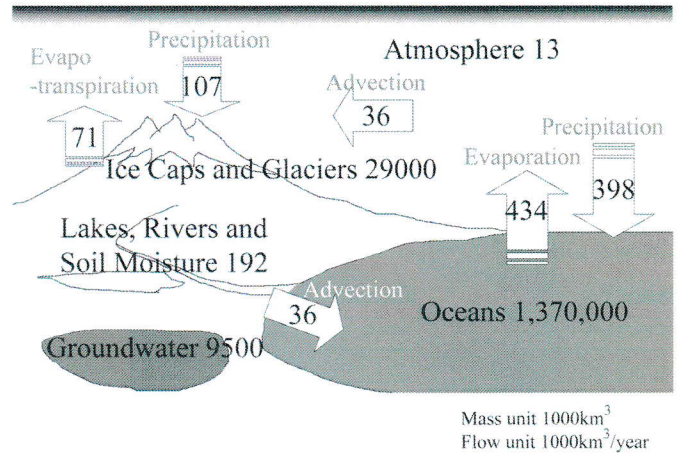 Precipitation
Atmosphere 13
Evapo
-transpiration
107
Advection
36
71
Precipitation
Evaporation
398
Ice Caps and Glaciers 29000
434
Lakes, Rivers and
Soil Moisture 192
Advection
36
Oceans 1,370,000
Groundwater 9500
Mass unit 1000km³
Flow unit 1000km³/year